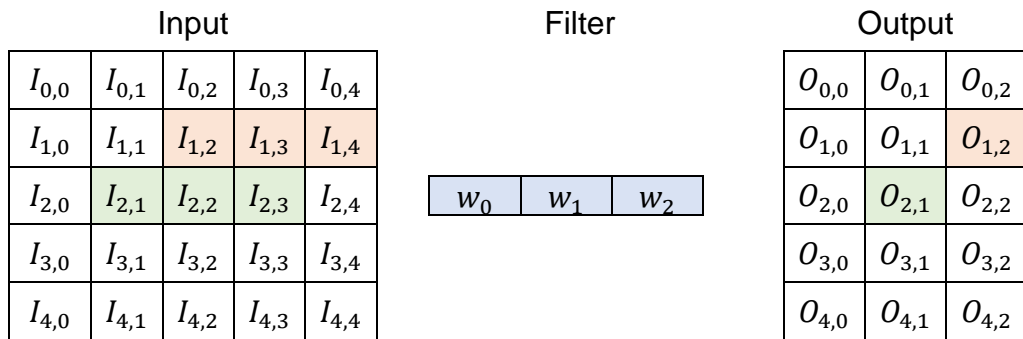 Input Filter Output
I0,0 I0,1 I0,2 I0,3 I0,4 O0,0 O0,1 O0,2
I1,0 I1,1 I1,2 I1,3 I1,4 O1,0 O1,1 O1,2
I2,0 I2,1 I2,2 I2,3 I2,4 w0 w1 w2 O2,0 O2,1 O2,2
I3,0 I3,1 I3,2 I3,3 I3,4 O3,0 O3,1 O3,2
I4,0 I4,1 I4,2 I4,3 I4,4 O4,0 O4,1 O4,2